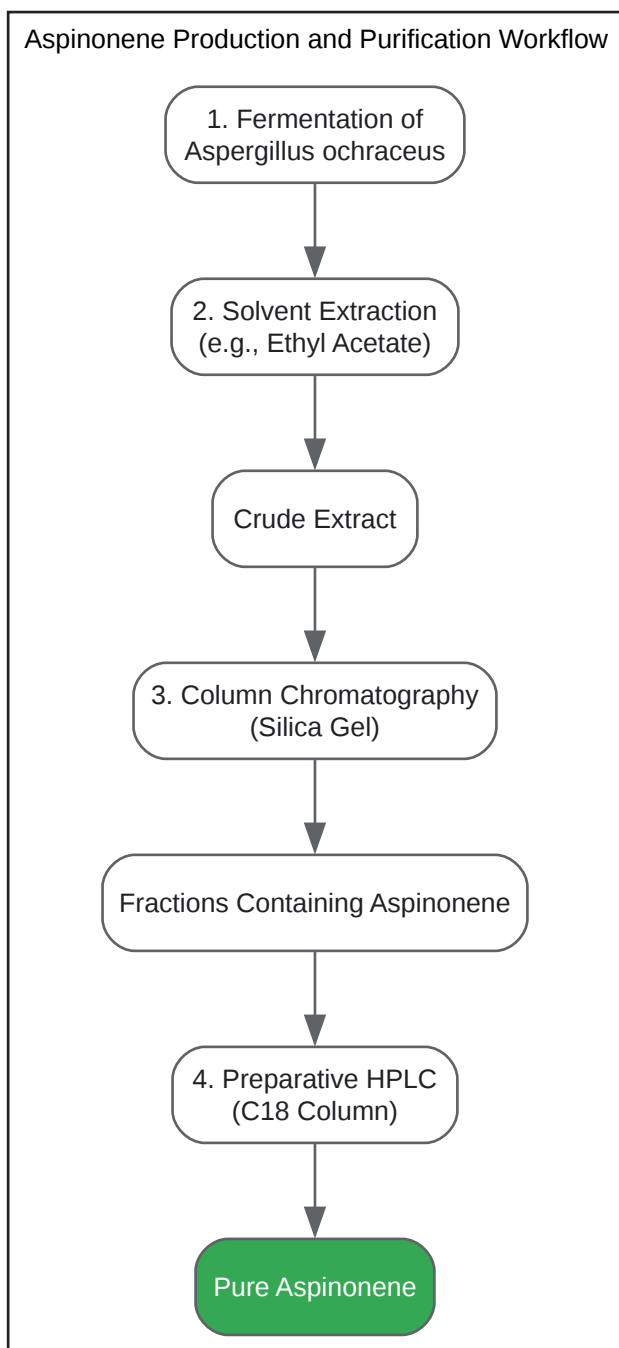 Aspinonene Production and Purification Workflow
1. Fermentation of
Aspergillus ochraceus
2. Solvent Extraction
(e.g., Ethyl Acetate)
Crude Extract
3. Column Chromatography
(Silica Gel)
Fractions Containing Aspinonene
4. Preparative HPLC
(C18 Column)
Pure Aspinonene